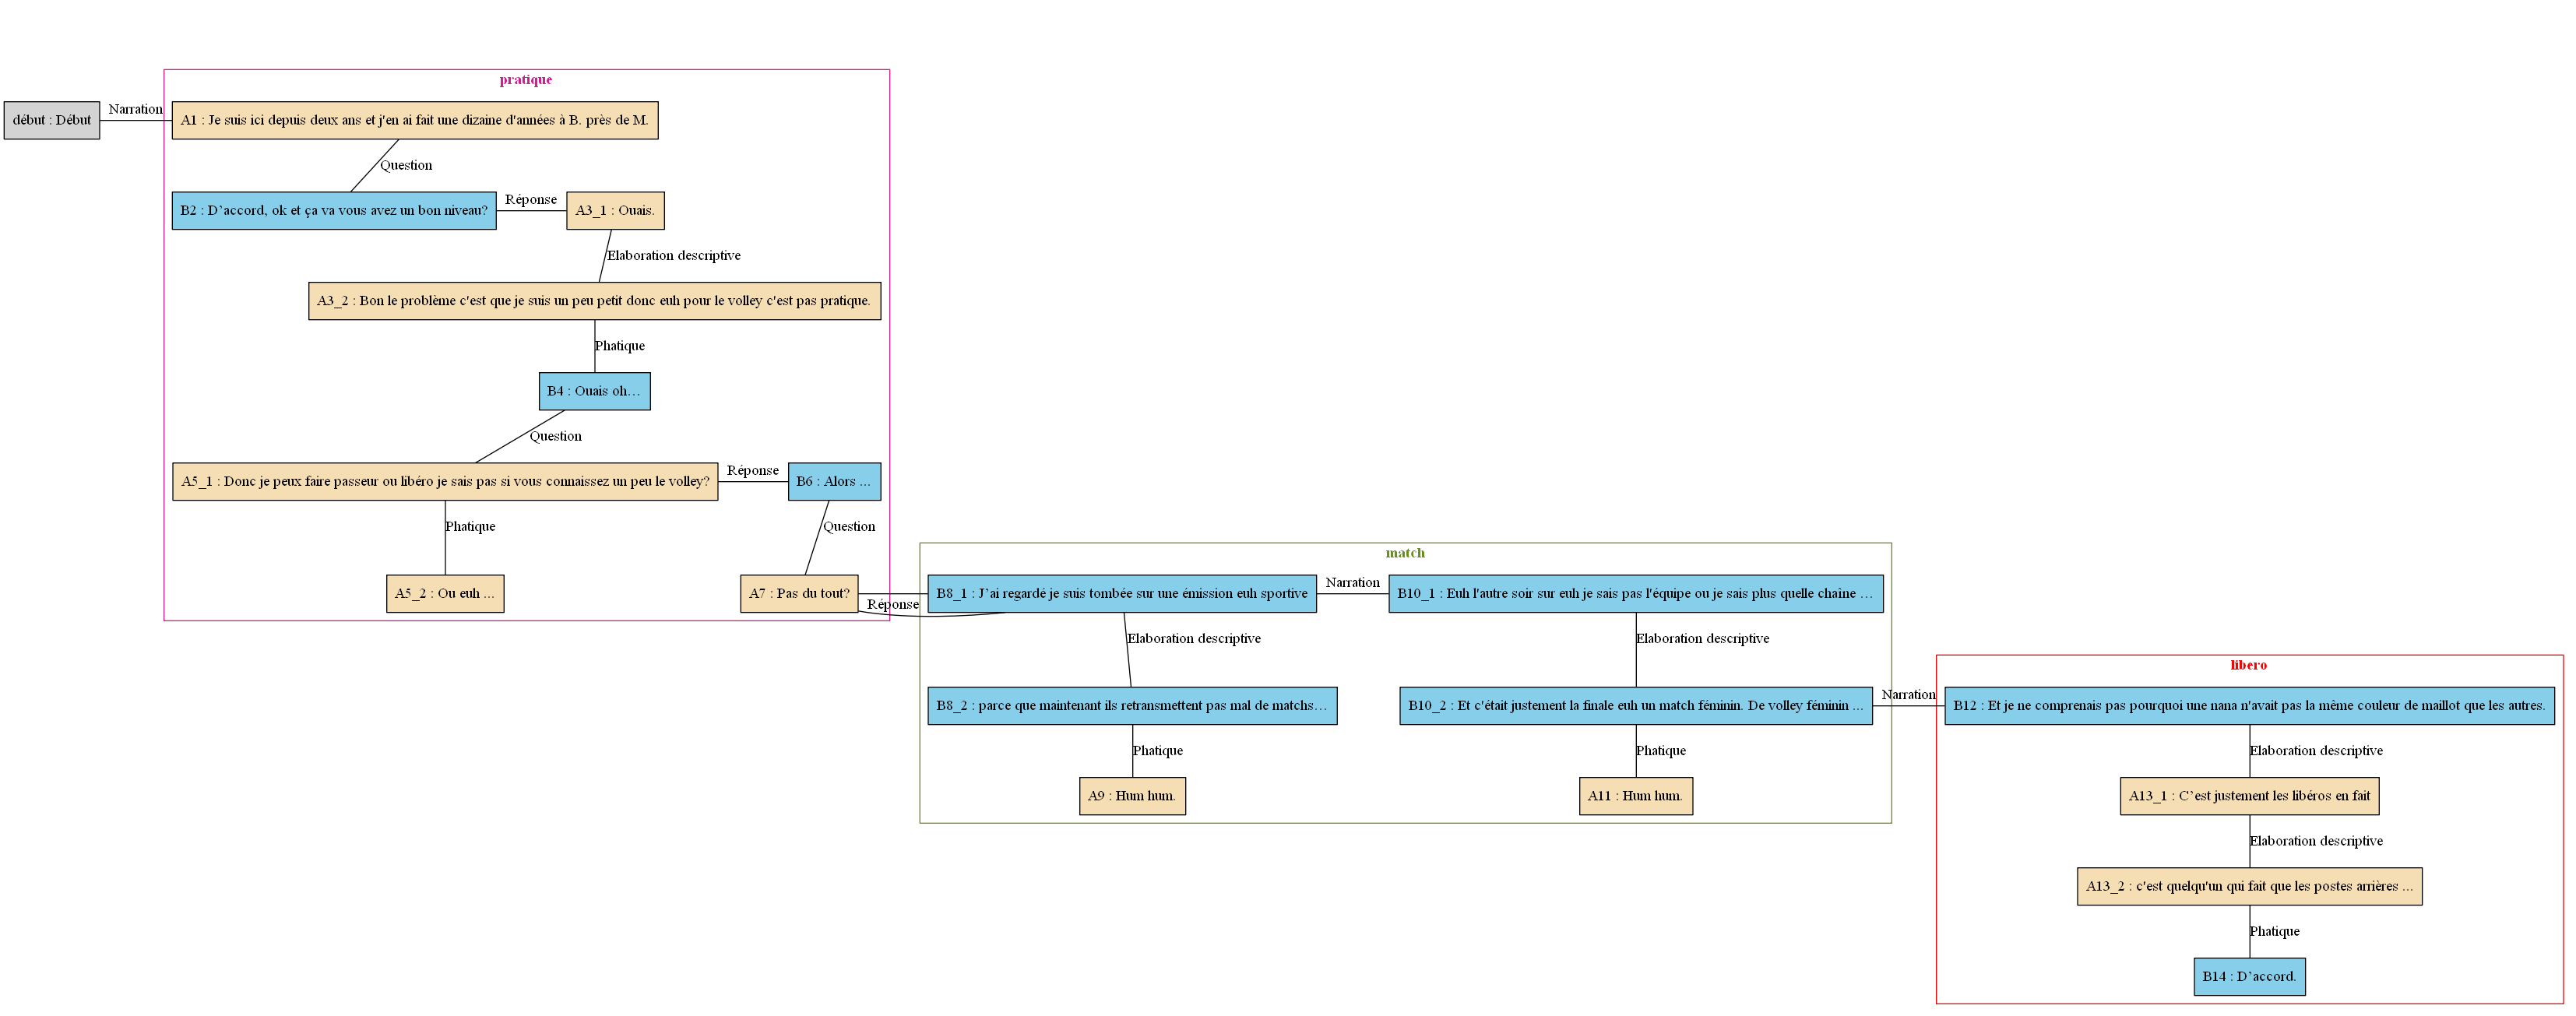 pratique
début : Début
Narration
A1 : Je suis ici depuis deux ans et j'en ai fait une dizaine d'années à B. près de M.
Question
B2 : D’accord, ok et ça va vous avez un bon niveau?
Réponse
A3_1 : Ouais.
Elaboration descriptive
A3_2 : Bon le problème c'est que je suis un peu petit donc euh pour le volley c'est pas pratique.
Phatique
B4 : Ouais oh…
Question
A5_1 : Donc je peux faire passeur ou libéro je sais pas si vous connaissez un peu le volley?
Réponse
B6 : Alors ...
Phatique
Question
A5_2 : Ou euh ...
A7 : Pas du tout?
Réponse
match
B8_1 : J’ai regardé je suis tombée sur une émission euh sportive
Narration
B10_1 : Euh l'autre soir sur euh je sais pas l'équipe ou je sais plus quelle chaîne …
Elaboration descriptive
Elaboration descriptive
B8_2 : parce que maintenant ils retransmettent pas mal de matchs…
B10_2 : Et c'était justement la finale euh un match féminin. De volley féminin ...
Phatique
Phatique
A9 : Hum hum.
A11 : Hum hum.
Narration
libero
B12 : Et je ne comprenais pas pourquoi une nana n'avait pas la même couleur de maillot que les autres.
Elaboration descriptive
A13_1 : C’est justement les libéros en fait
Elaboration descriptive
A13_2 : c'est quelqu'un qui fait que les postes arrières ...
Phatique
B14 : D’accord.